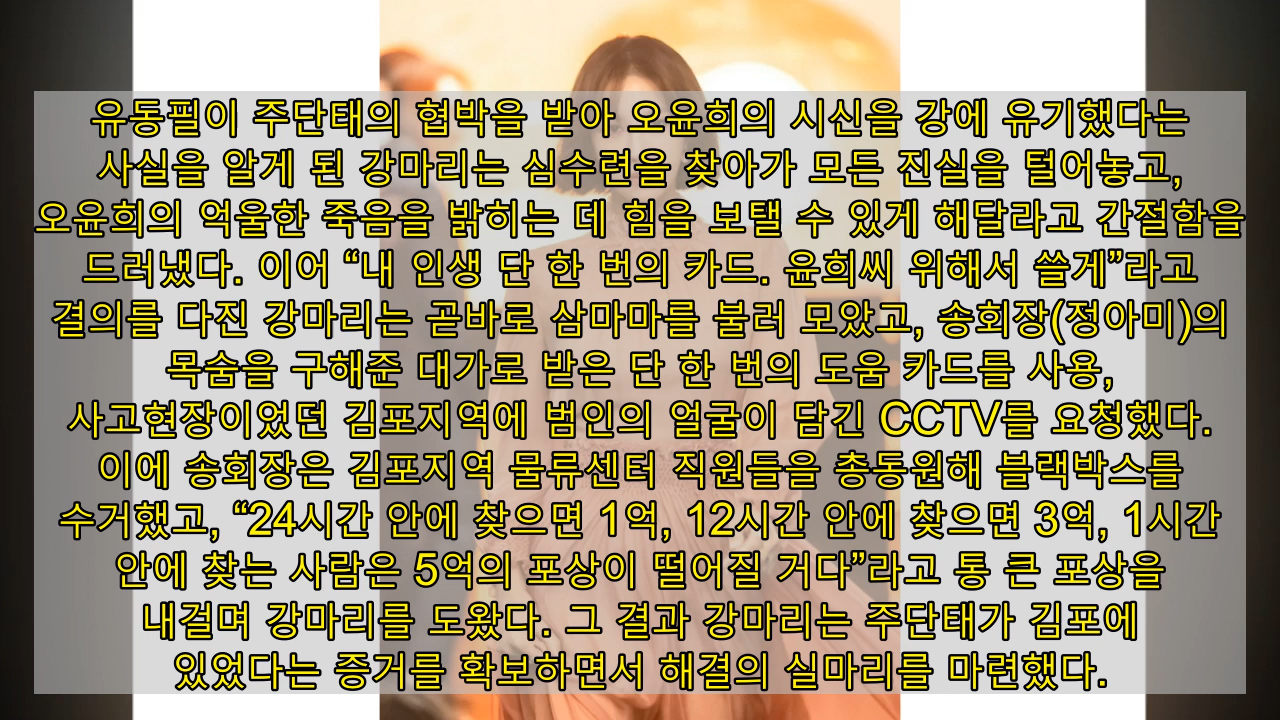 유동필이 주단태의 협박을 받아 오윤희의 시신을 강에 유기했다는
사실을 알게 된 강마리는 심수련을 찾아가 모든 진실을 털어놓고,
오윤희의 억울한 죽음을 밝히는 데 힘을 보탤 수 있게 해달라고 간절함을
드러냈다. 이어 “내 인생 단 한 번의 카드. 윤희씨 위해서 쓸게”라고
결의를 다진 강마리는 곧바로 삼마마를 불러 모았고, 송회장(정아미)의
목숨을 구해준 대가로 받은 단 한 번의 도움 카드를 사용,
사고현장이었던 김포지역에 범인의 얼굴이 담긴 CCTV를 요청했다.
이에 송회장은 김포지역 물류센터 직원들을 총동원해 블랙박스를
수거했고, “24시간 안에 찾으면 1억, 12시간 안에 찾으면 3억, 1시간
안에 찾는 사람은 5억의 포상이 떨어질 거다”라고 통 큰 포상을
내걸며 강마리를 도왔다. 그 결과 강마리는 주단태가 김포에
있었다는 증거를 확보하면서 해결의 실마리를 마련했다.